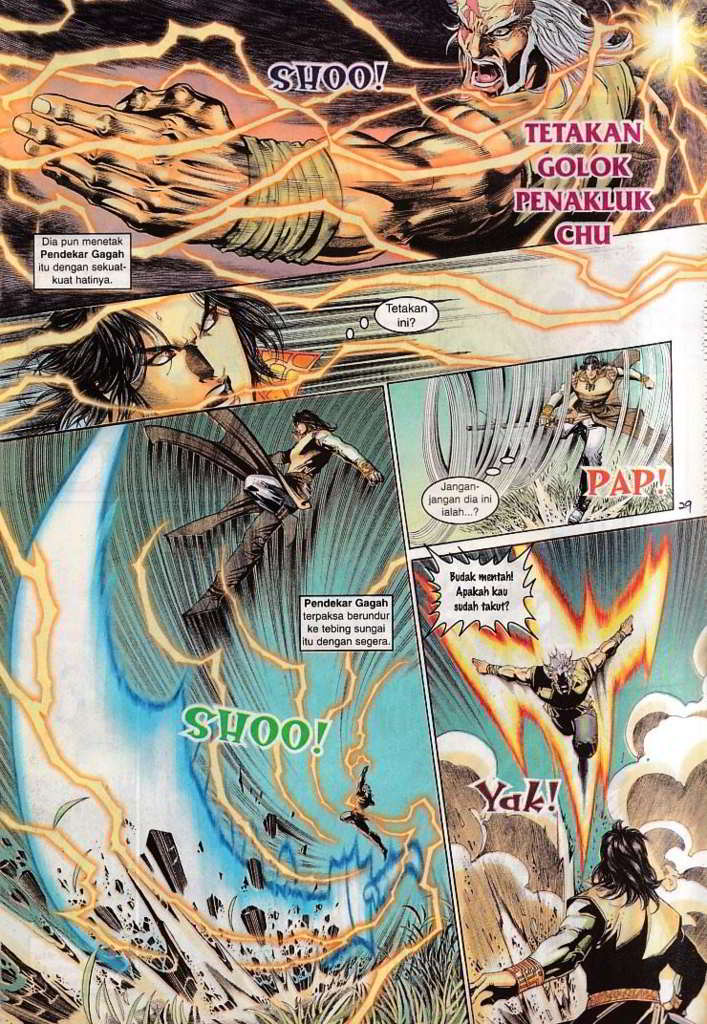 SHOO!
TETAKAN
GOLOK
PENAKLUK
CHU
Dia pun menetak
Pendekar Gagah
itu dengan sekuat-
kuat hatinya.
Tetakan
ini?
Jangan-
jangan dia ini
ialah...?
PAP!
29
Pendekar Gagah
terpaksa berundur
ke tebing sungai
itu dengan segera.
SHOO!
Budak mentah!
Apakah kau
sudah takut?
Yak!